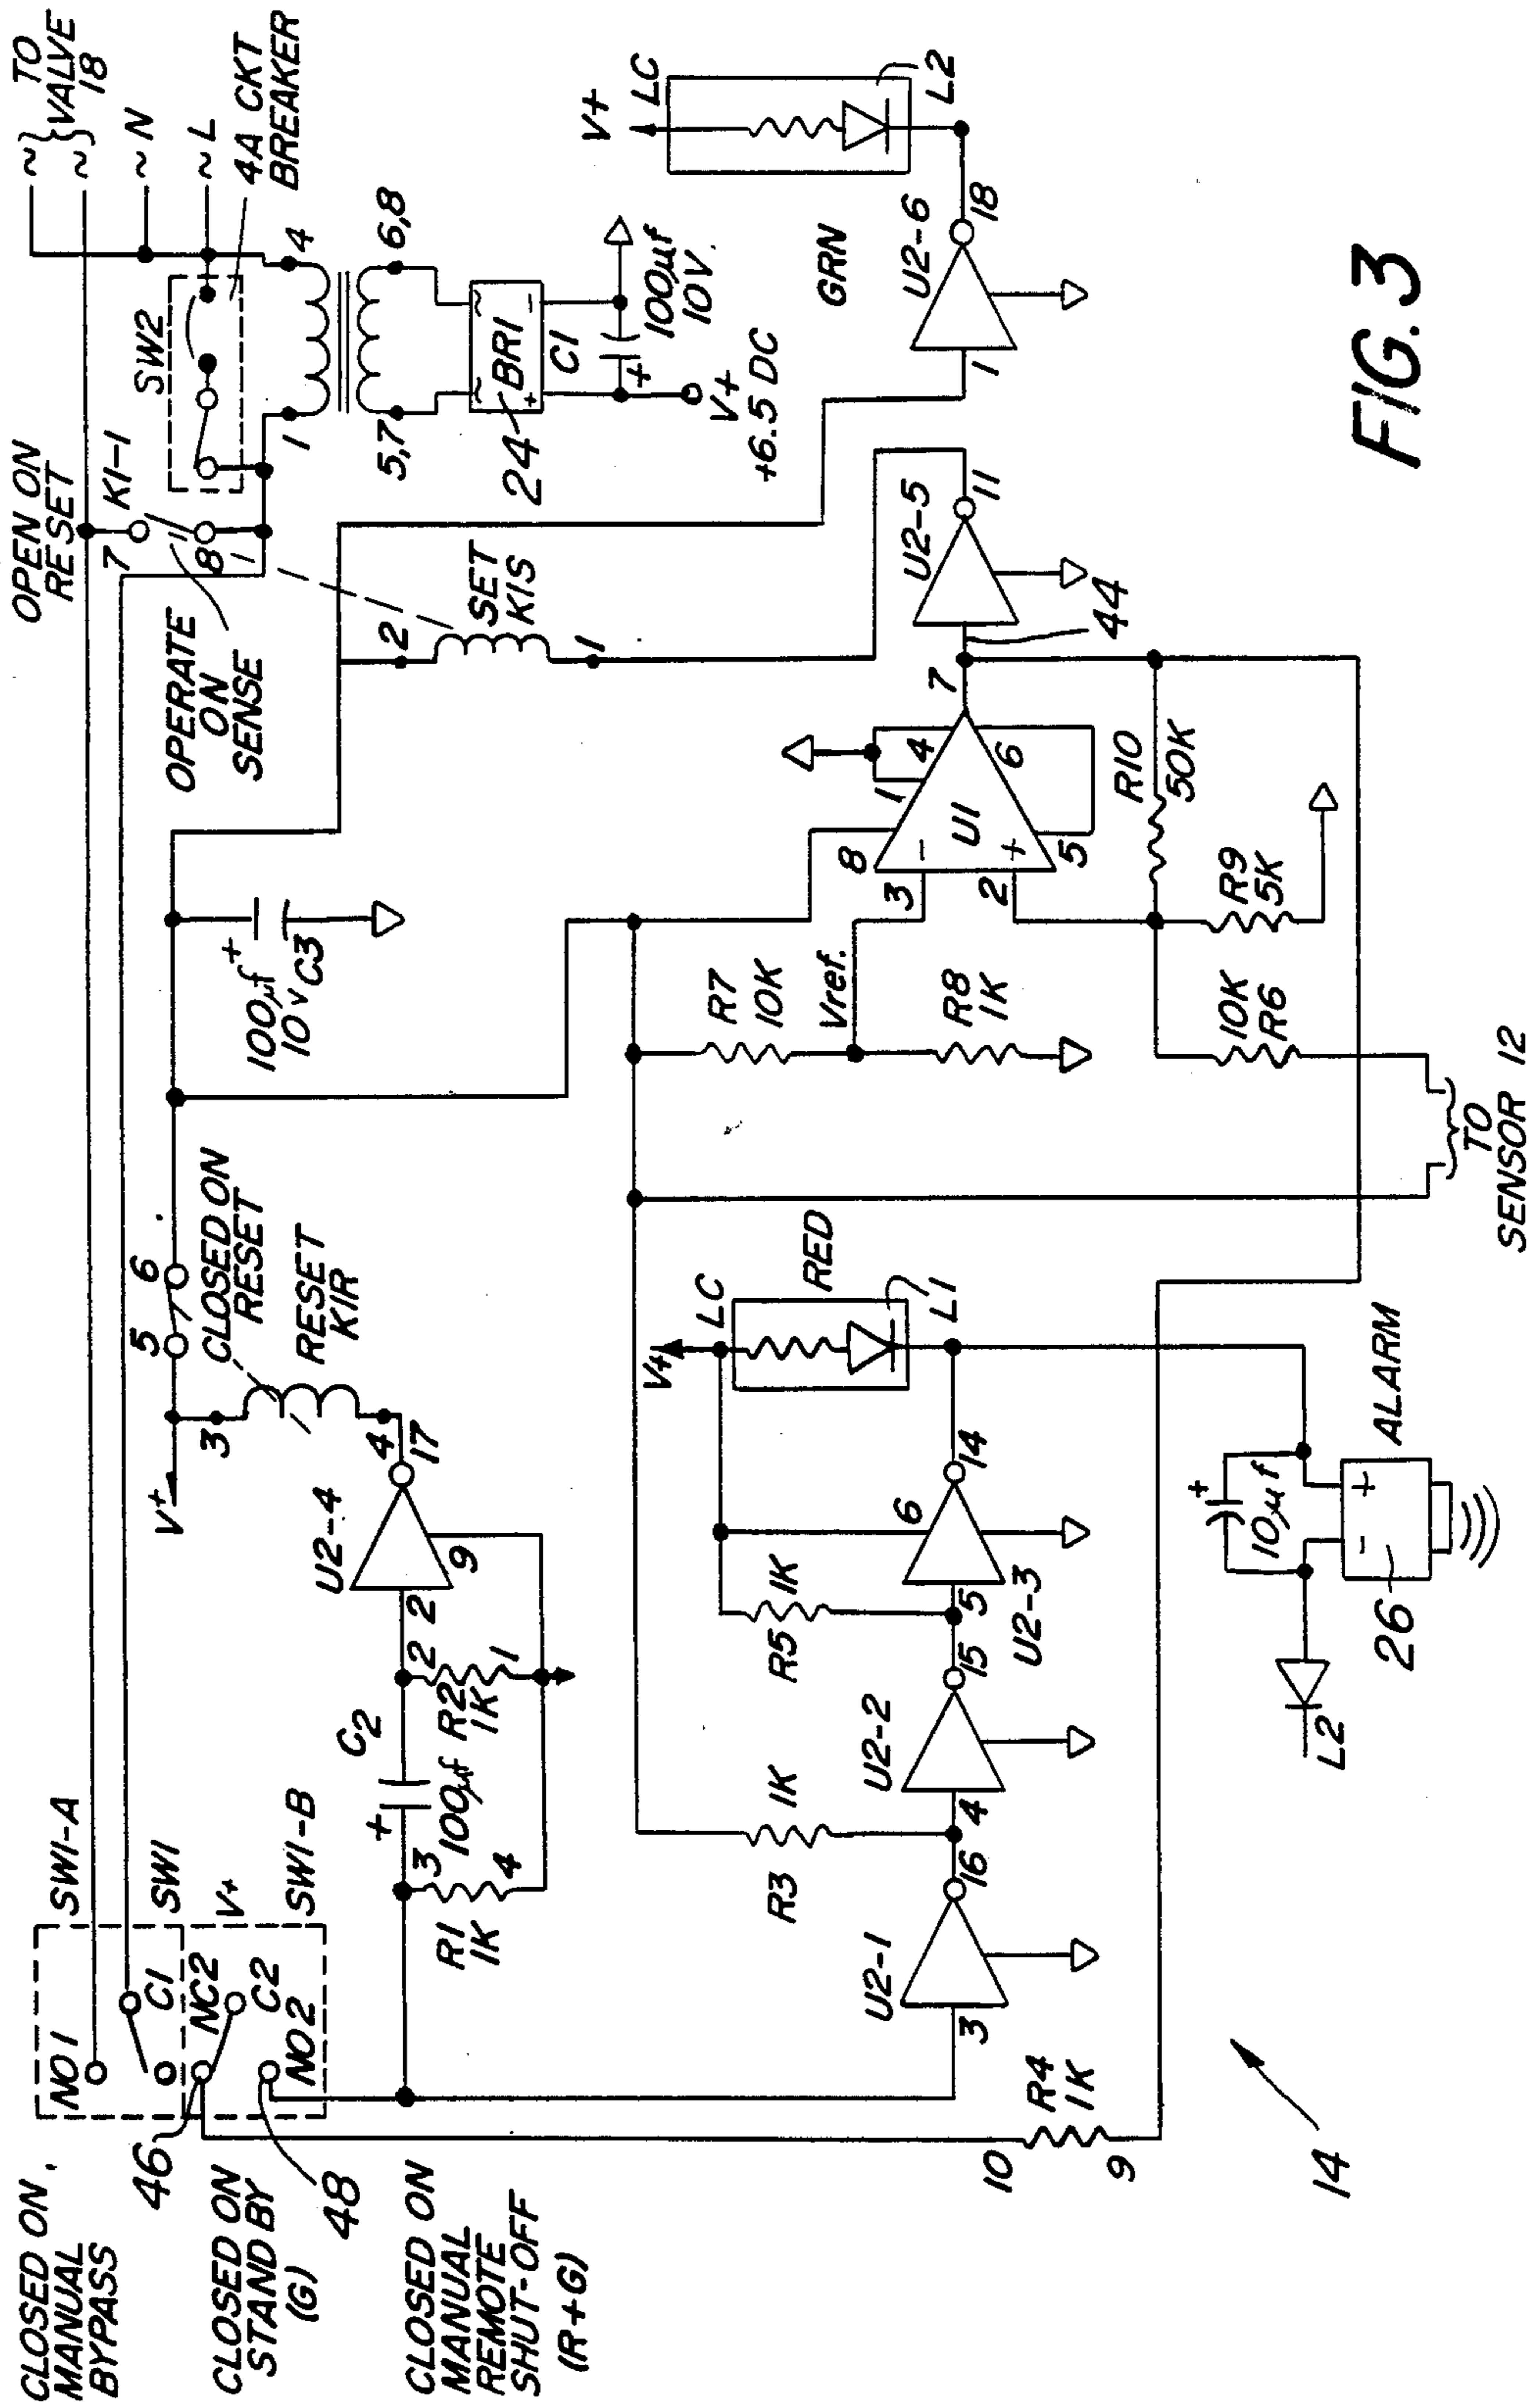 CLOSED ON
MANUAL
BYPASS
CLOSED ON
STAND BY
(G)
CLOSED ON
MANUAL
REMOTE
SHUT-OFF
(R+G)
46
48
NO1
C1
NC2
C2
NO2
SW1-A
SW1
V+
SW1-B
R1
1K
3
4
+
100µf
C2
R2
1K
2
1
2
U2-4
9
4
17
V+
3
5
6
CLOSED ON
RESET
RESET
K1R
100µf
+
10V
C3
OPERATE
ON
SENSE
OPEN ON
RESET
K1-1
7
8
SW2
~
~
TO
VALVE
18
~ N
~ L
4A CKT
BREAKER
1
4
5,7
6,8
24
BR1
~
~
+
-
C1
+
100µf
10V.
V+
+6.5 DC
2
SET
K1S
1
GRN
U2-6
1
18
V+
LC
L2
U2-1
3
16
R3
1K
U2-2
4
15
R5
1K
U2-3
5
6
14
V+
LC
RED
L1
R7
10K
Vref.
R8
1K
8
1
4
3
-
U1
7
2
+
5
6
R10
50K
R9
5K
10K
R6
U2-5
11
44
10
R4
1K
9
L2
+
10µf
-
+
26
ALARM
TO
SENSOR 12
14
FIG. 3